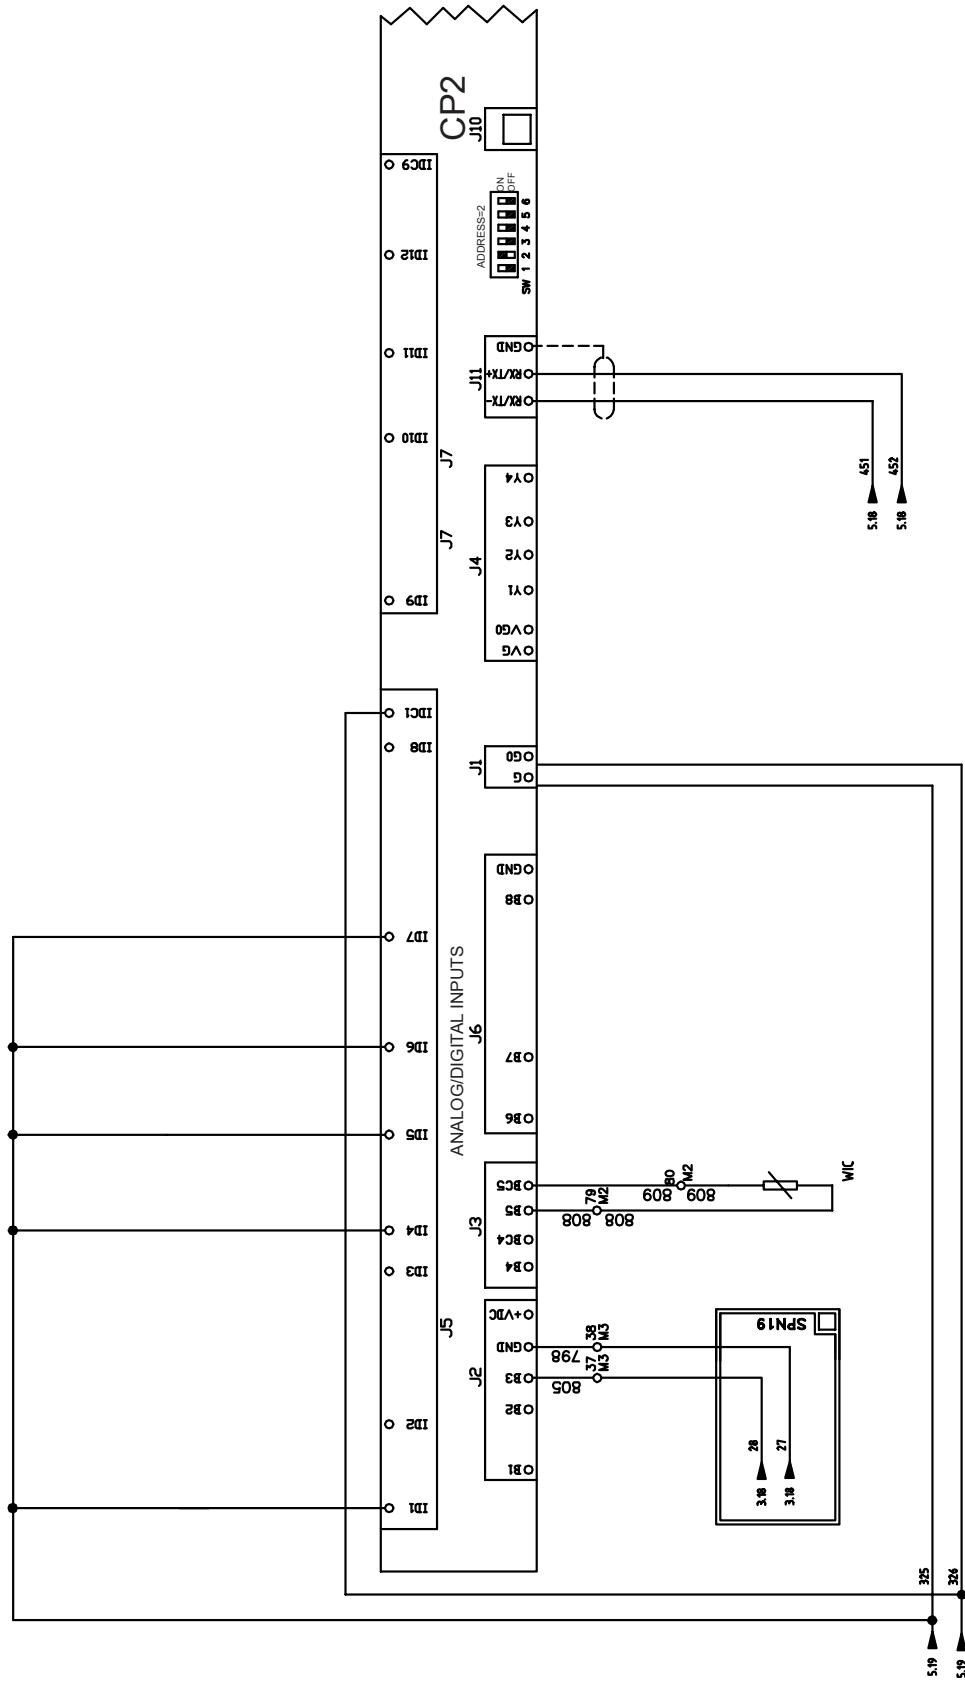 CP2
J10
IDC9
ID12
ID11
ID10
ID9
J7
J7
ADDRESS=2
ON
OFF
SW 1 2 3 4 5 6
J11
GND
RX/TX+
RX/TX-
J4
Y4
Y3
Y2
Y1
VG0
VG
451
452
5.18
5.18
IDC1
ID8
ID7
ID6
ID5
ID4
ID3
ID2
ID1
J5
ANALOG/DIGITAL INPUTS
J1
G0
G
J6
GND
B8
B7
B6
J3
BC5
B5
BC4
B4
809
80
M2
809
808
79
M2
808
WIC
J2
+VDC
GND
B3
B2
B1
798
38
M3
805
37
M3
SPN19
28
27
3.18
3.18
325
326
5.19
5.19